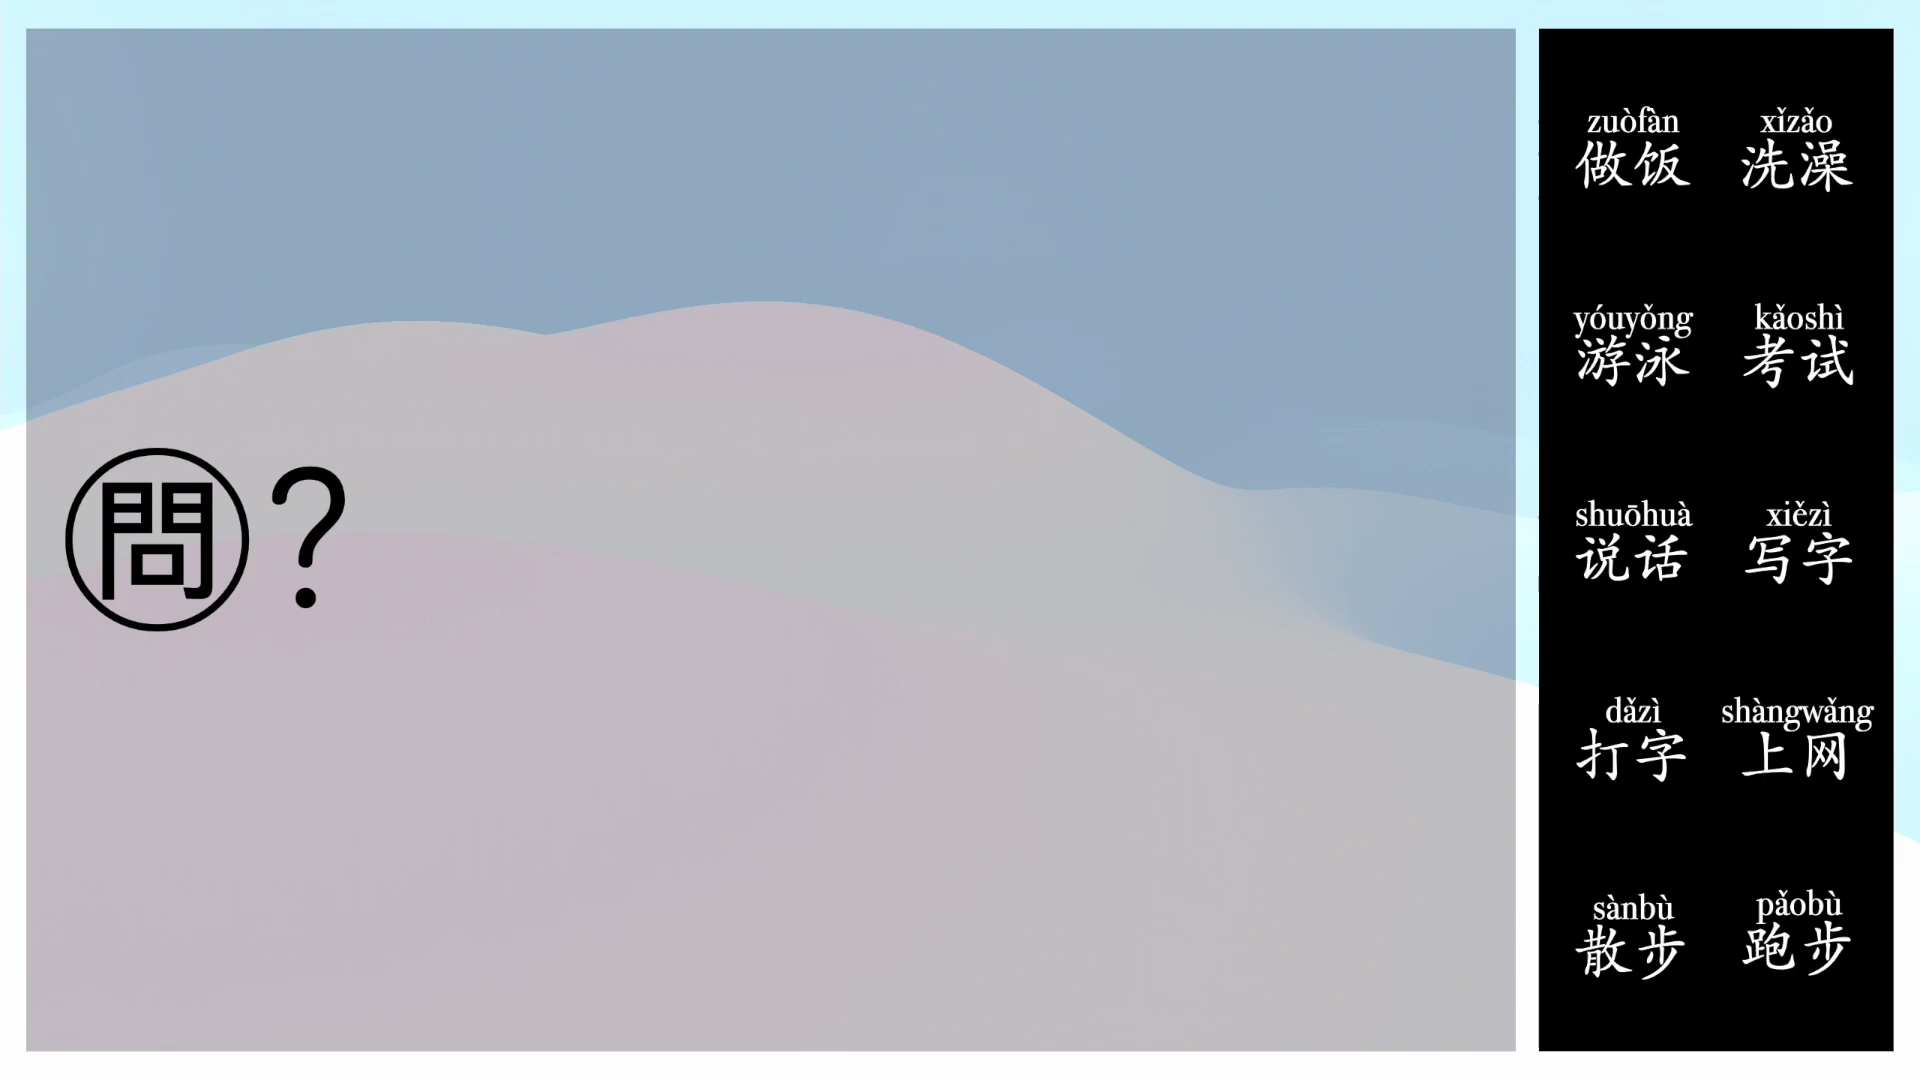 問?
zuòfàn xǐzǎo
做饭 洗澡
yóuyǒng kǎoshì
游泳 考试
shuōhuà xiězì
说话 写字
dǎzì shàngwǎng
打字 上网
sànbù pǎobù
散步 跑步